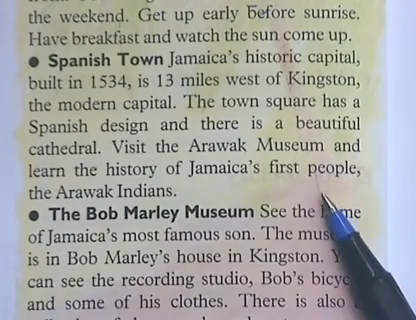 the weekend. Get up early before sunrise.
Have breakfast and watch the sun come up.
● Spanish Town Jamaica's historic capital,
built in 1534, is 13 miles west of Kingston,
the modern capital. The town square has a
Spanish design and there is a beautiful
cathedral. Visit the Arawak Museum and
learn the history of Jamaica's first people,
the Arawak Indians.
● The Bob Marley Museum See the home
of Jamaica's most famous son. The
is in Bob Marley's house in Kingston.
can see the recording studio, Bob's
and some of his clothes. There is also